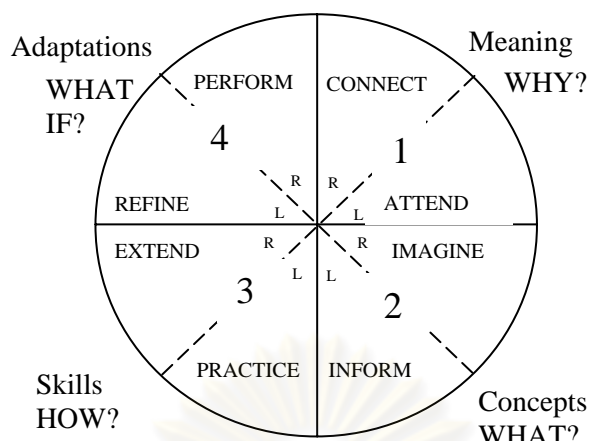 Adaptations
WHAT
IF?
Meaning
WHY?
PERFORM
CONNECT
4
1
R
R
REFINE
L
L
ATTEND
EXTEND
R
R
IMAGINE
L
L
3
2
PRACTICE
INFORM
Skills
HOW?
Concepts
WHAT?